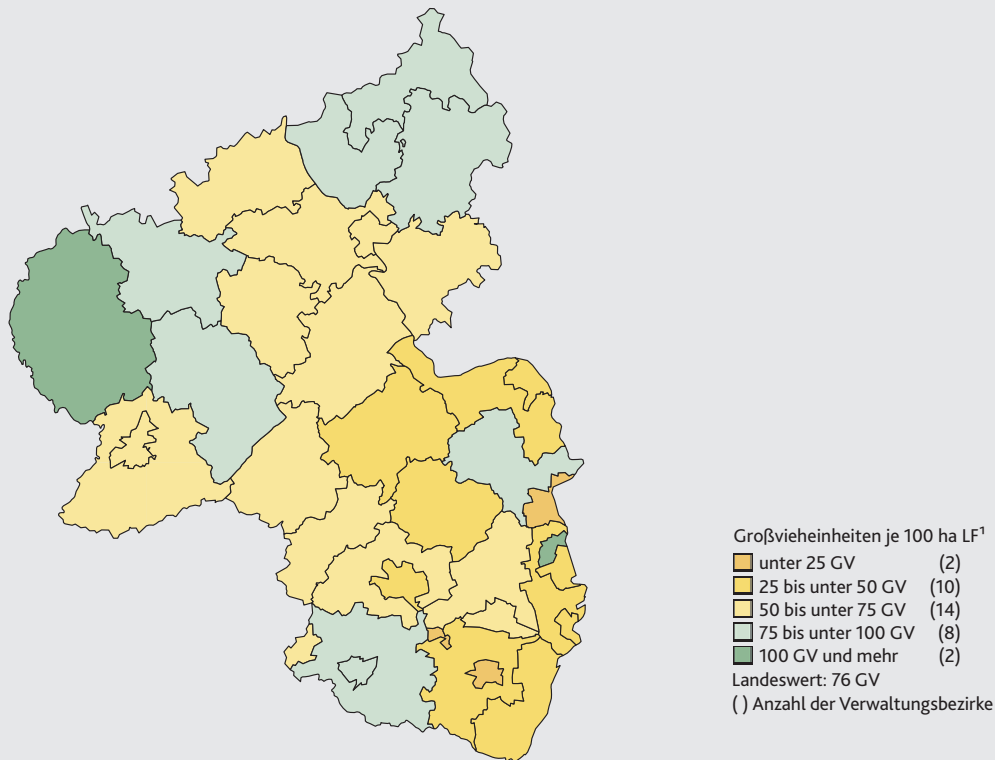 Großvieheinheiten je 100 ha LF¹
unter 25 GV (2)
25 bis unter 50 GV (10)
50 bis unter 75 GV (14)
75 bis unter 100 GV (8)
100 GV und mehr (2)
Landeswert: 76 GV
( ) Anzahl der Verwaltungsbezirke